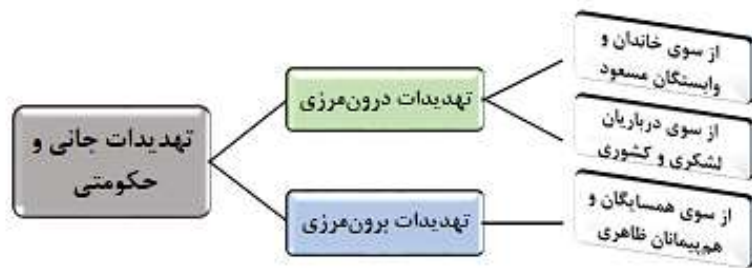 تهدیدات جانی و
حکومتی
تهدیدات درون‌مرزی
از سوی خاندان و
وابستگان مسعود
از سوی درباریان
لشکری و کشوری
تهدیدات برون‌مرزی
از سوی همسایگان و
هم‌پیمانان ظاهری